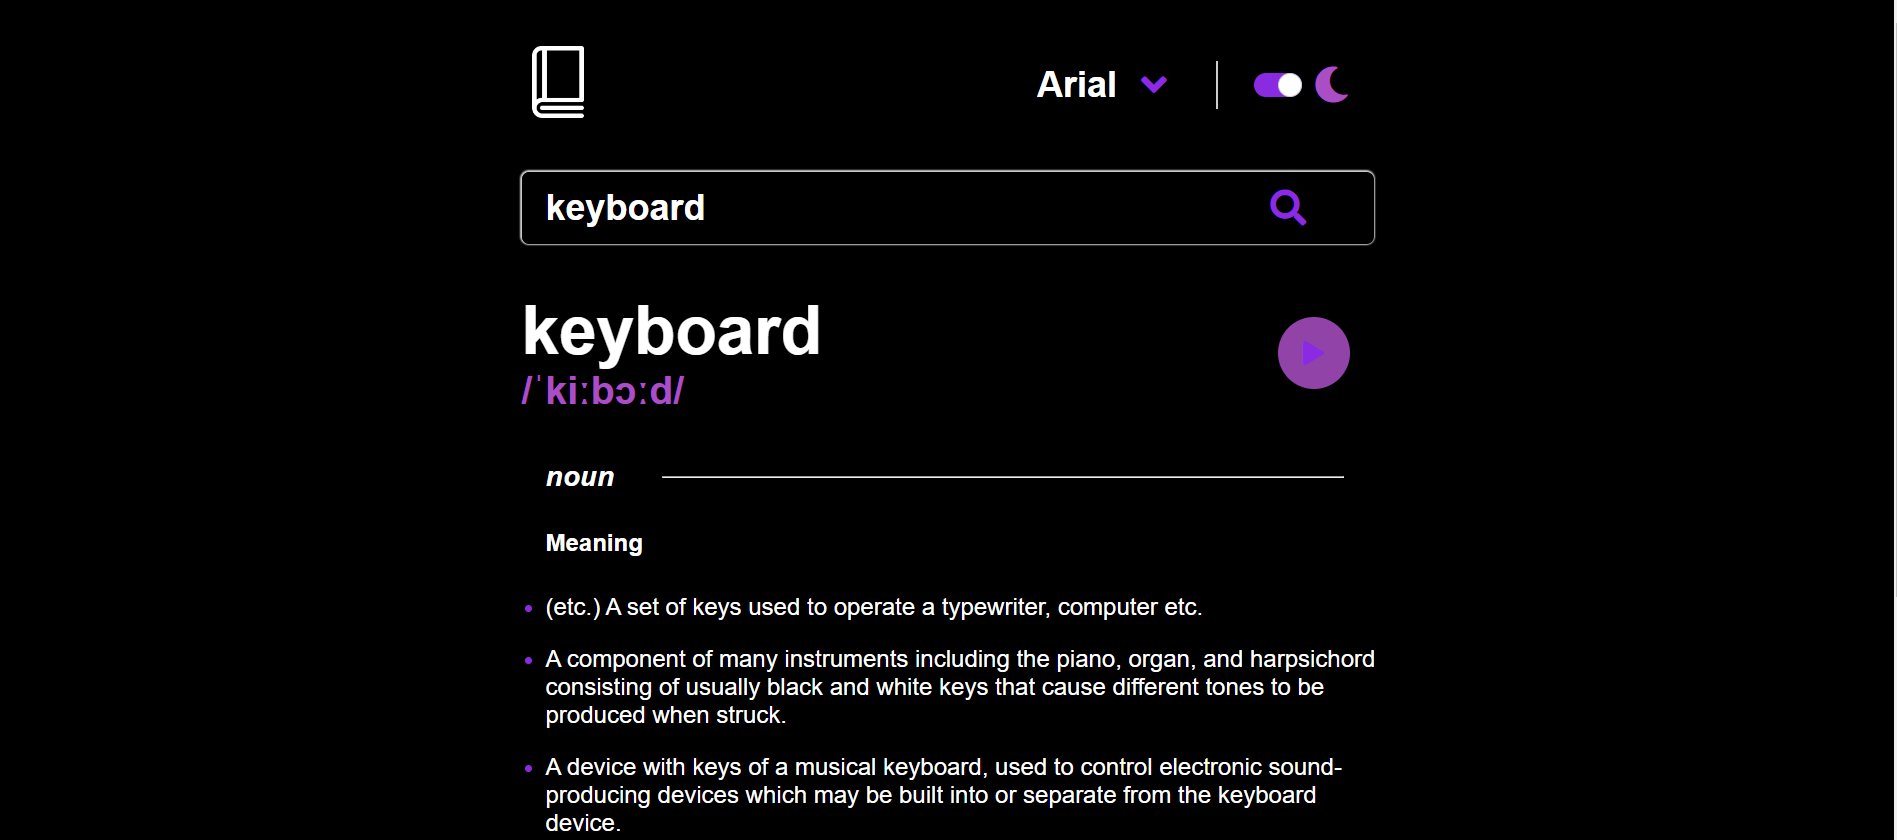 Arial
keyboard
keyboard
/ˈkiːbɔːd/
noun
Meaning
(etc.) A set of keys used to operate a typewriter, computer etc.
A component of many instruments including the piano, organ, and harpsichord
consisting of usually black and white keys that cause different tones to be
produced when struck.
A device with keys of a musical keyboard, used to control electronic sound-
producing devices which may be built into or separate from the keyboard
device.